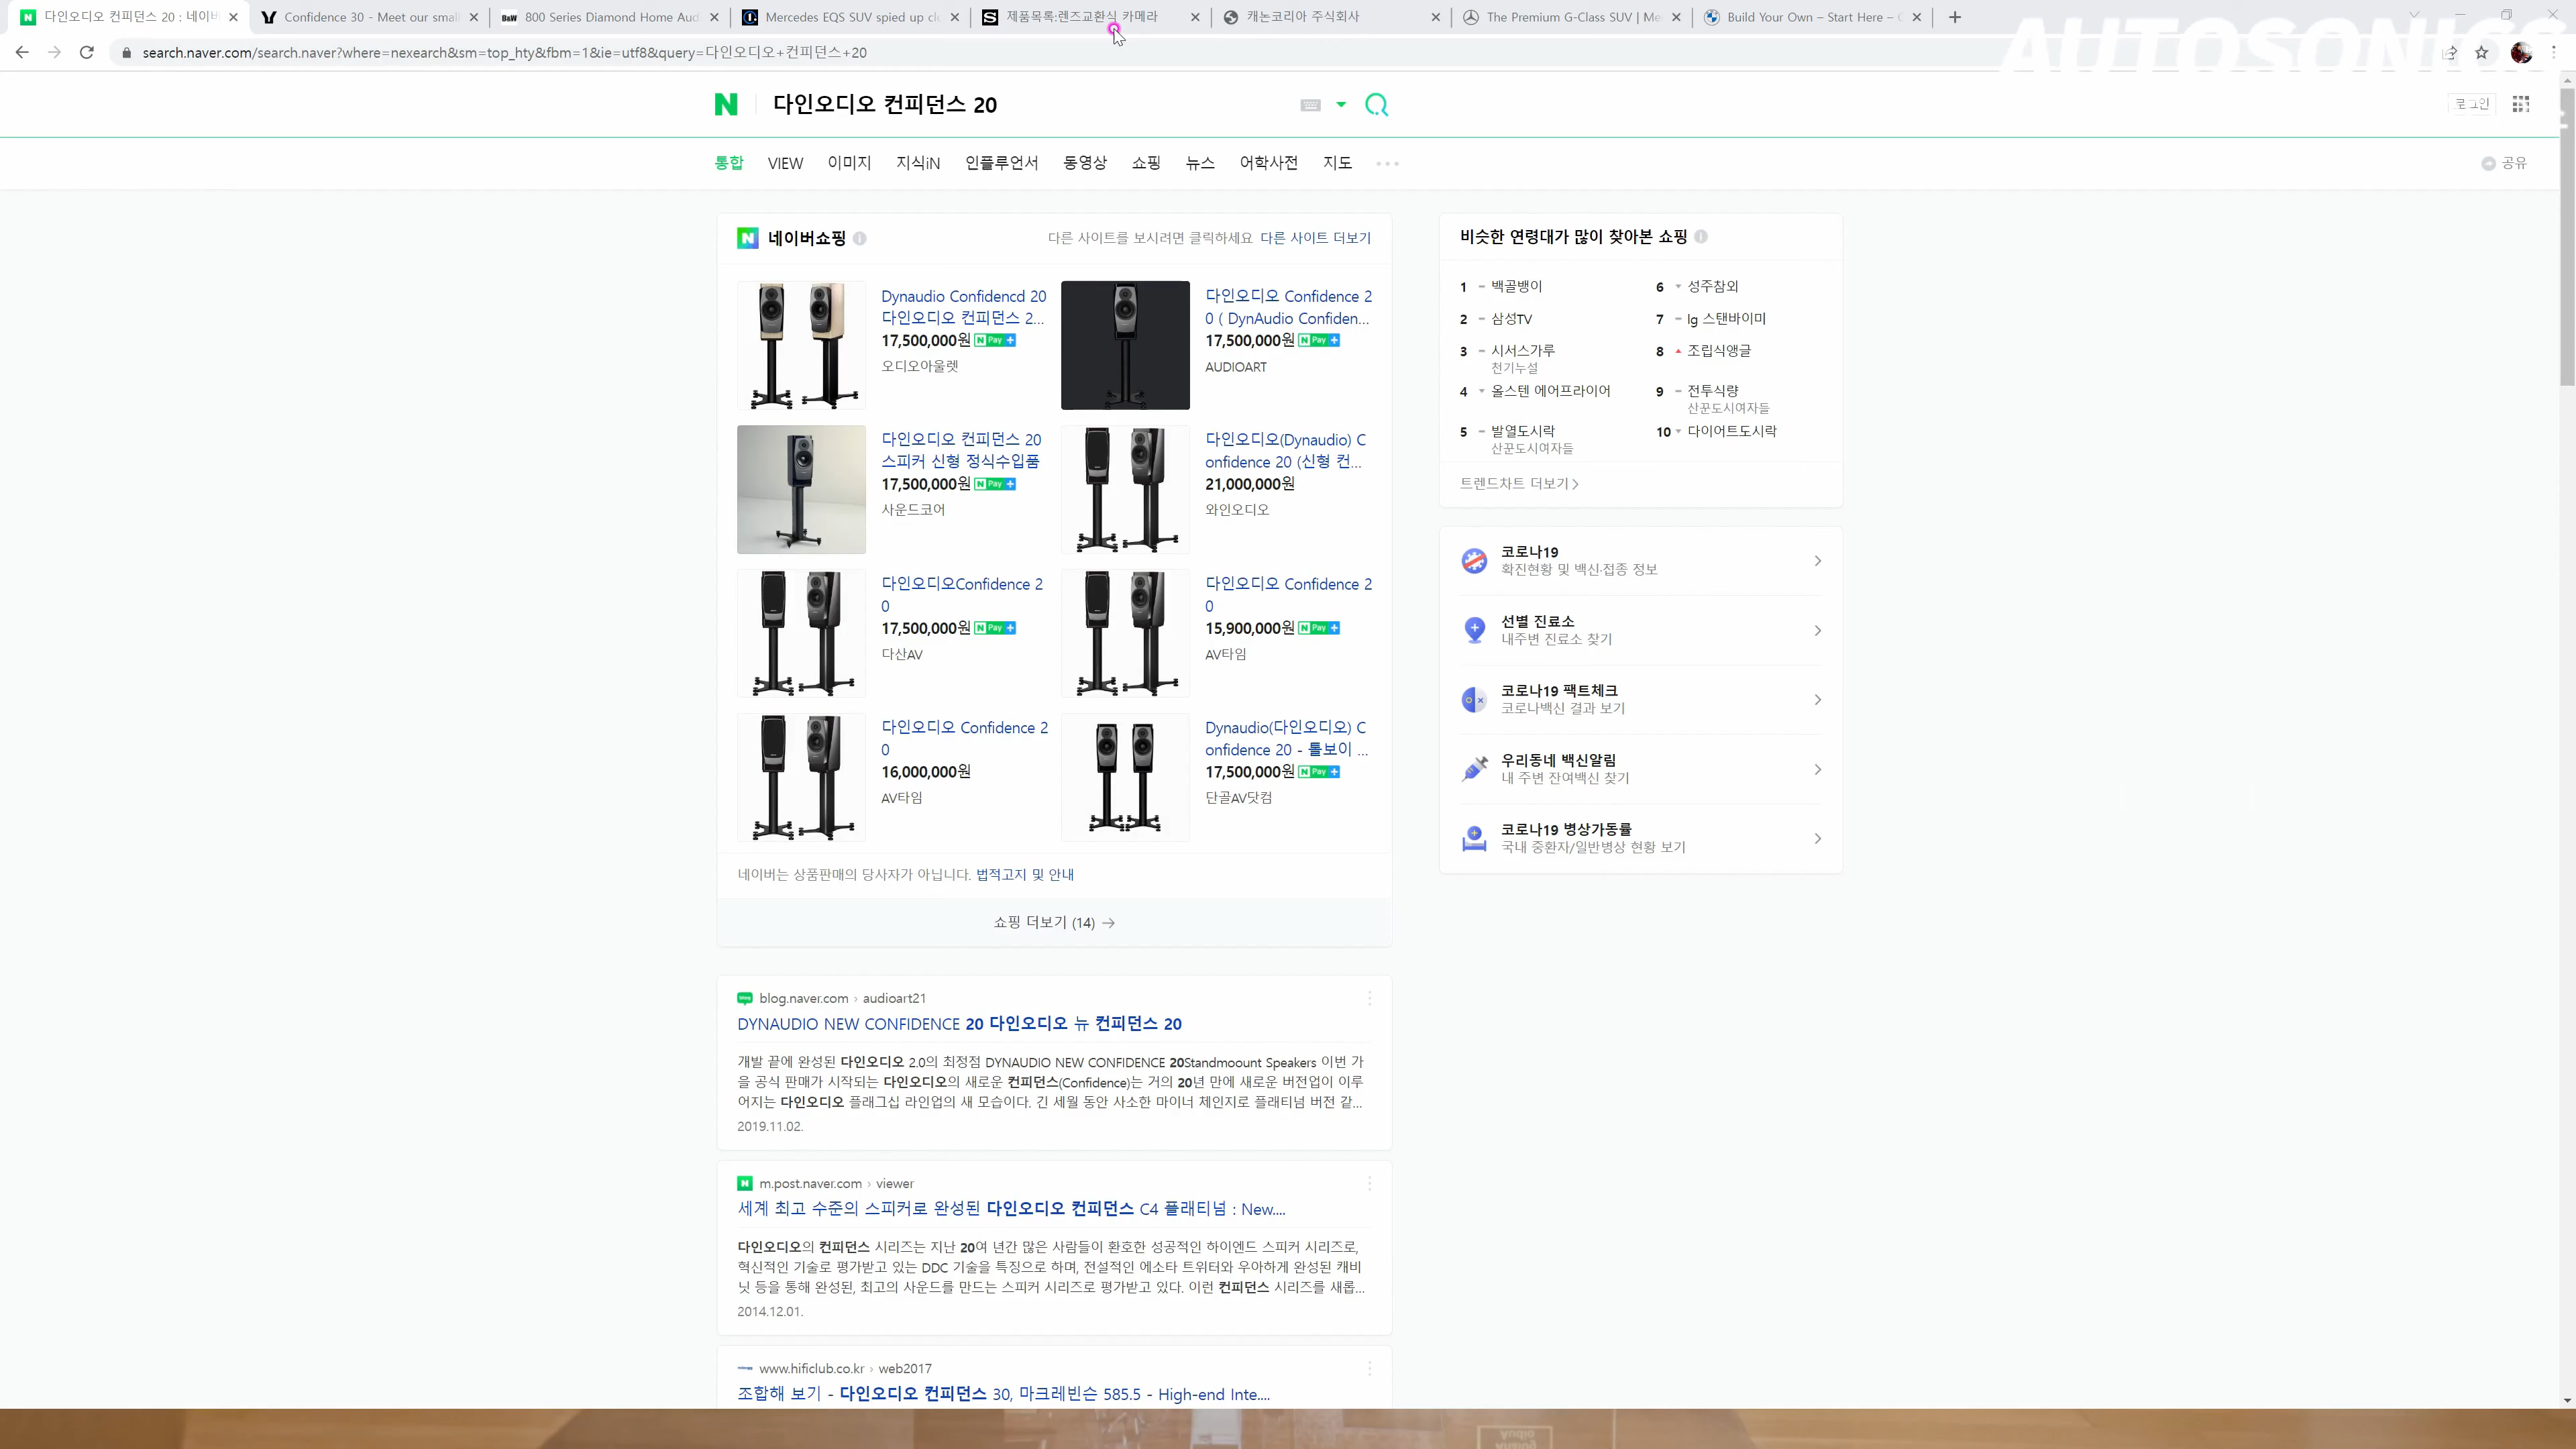 다인오디오 컨피던스 20 : 네이버
Confidence 30 - Meet our small
B&W 800 Series Diamond Home Aud
Mercedes EQS SUV spied up cl
제품목록:렌즈교환식 카메라
캐논코리아 주식회사
The Premium G-Class SUV | Me
Build Your Own – Start Here –
AUTOSONICS
search.naver.com/search.naver?where=nexearch&sm=top_hty&fbm=1&ie=utf8&query=다인오디오+컨피던스+20
N 다인오디오 컨피던스 20
로그인
통합 VIEW 이미지 지식iN 인플루언서 동영상 쇼핑 뉴스 어학사전 지도
공유
N 네이버쇼핑
다른 사이트를 보시려면 클릭하세요 다른 사이트 더보기
Dynaudio Confidencd 20
다인오디오 컨피던스 2...
17,500,000원 N Pay +
오디오아울렛
다인오디오 Confidence 2
0 ( DynAudio Confiden...
17,500,000원 N Pay +
AUDIOART
다인오디오 컨피던스 20
스피커 신형 정식수입품
17,500,000원 N Pay +
사운드코어
다인오디오(Dynaudio) C
onfidence 20 (신형 컨...
21,000,000원
와인오디오
다인오디오Confidence 2
0
17,500,000원 N Pay +
다산AV
다인오디오 Confidence 2
0
15,900,000원 N Pay +
AV타임
다인오디오 Confidence 2
0
16,000,000원
AV타임
Dynaudio(다인오디오) C
onfidence 20 - 톨보이 ...
17,500,000원 N Pay +
단골AV닷컴
네이버는 상품판매의 당사자가 아닙니다. 법적고지 및 안내
쇼핑 더보기 (14) →
blog.naver.com › audioart21
DYNAUDIO NEW CONFIDENCE 20 다인오디오 뉴 컨피던스 20
개발 끝에 완성된 다인오디오 2.0의 최정점 DYNAUDIO NEW CONFIDENCE 20Standmoount Speakers 이번 가
을 공식 판매가 시작되는 다인오디오의 새로운 컨피던스(Confidence)는 거의 20년 만에 새로운 버전업이 이루
어지는 다인오디오 플래그십 라인업의 새 모습이다. 긴 세월 동안 사소한 마이너 체인지로 플래티넘 버전 같...
2019.11.02.
m.post.naver.com › viewer
세계 최고 수준의 스피커로 완성된 다인오디오 컨피던스 C4 플래티넘 : New....
다인오디오의 컨피던스 시리즈는 지난 20여 년간 많은 사람들이 환호한 성공적인 하이엔드 스피커 시리즈로,
혁신적인 기술로 평가받고 있는 DDC 기술을 특징으로 하며, 전설적인 에소타 트위터와 우아하게 완성된 캐비
닛 등을 통해 완성된, 최고의 사운드를 만드는 스피커 시리즈로 평가받고 있다. 이런 컨피던스 시리즈를 새롭...
2014.12.01.
www.hificlub.co.kr › web2017
조합해 보기 - 다인오디오 컨피던스 30, 마크레빈슨 585.5 - High-end Inte....
비슷한 연령대가 많이 찾아본 쇼핑
1 백골뱅이
2 삼성TV
3 시서스가루
천기누설
4 올스텐 에어프라이어
5 발열도시락
산꾼도시여자들
6 성주참외
7 lg 스탠바이미
8 조립식앵글
9 전투식량
산꾼도시여자들
10 다이어트도시락
트렌드차트 더보기 >
코로나19
확진현황 및 백신·접종 정보
선별 진료소
내주변 진료소 찾기
코로나19 팩트체크
코로나백신 결과 보기
우리동네 백신알림
내 주변 잔여백신 찾기
코로나19 병상가동률
국내 중환자/일반병상 현황 보기